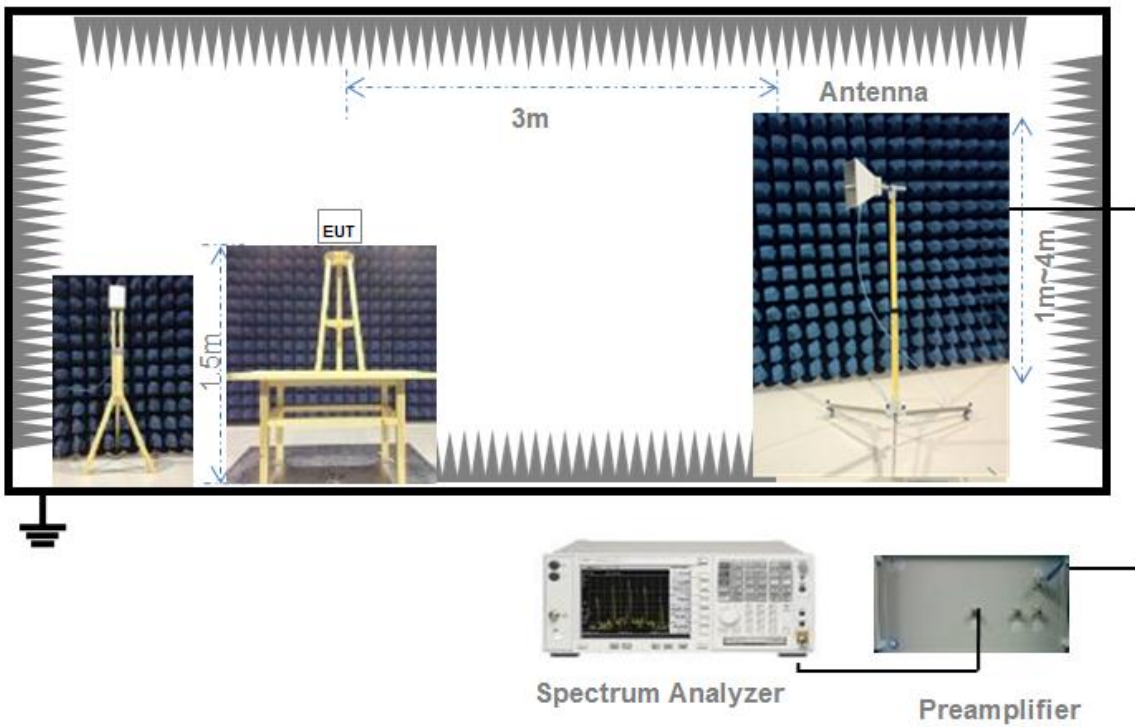 Antenna
3m
EUT
1.5m
1m~4m
Spectrum Analyzer
Preamplifier